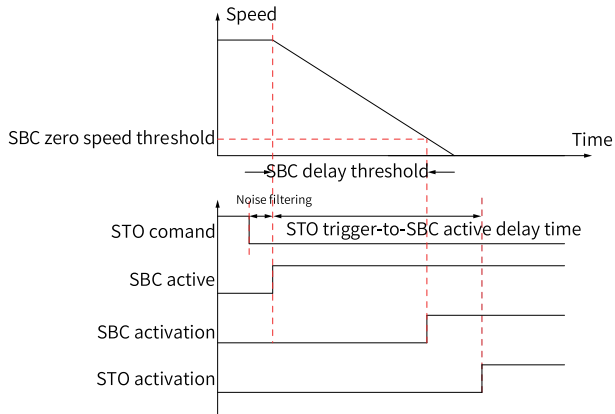 Speed
SBC zero speed threshold
Time
SBC delay threshold
Noise filtering
STO comand
STO trigger-to-SBC active delay time
SBC active
SBC activation
STO activation